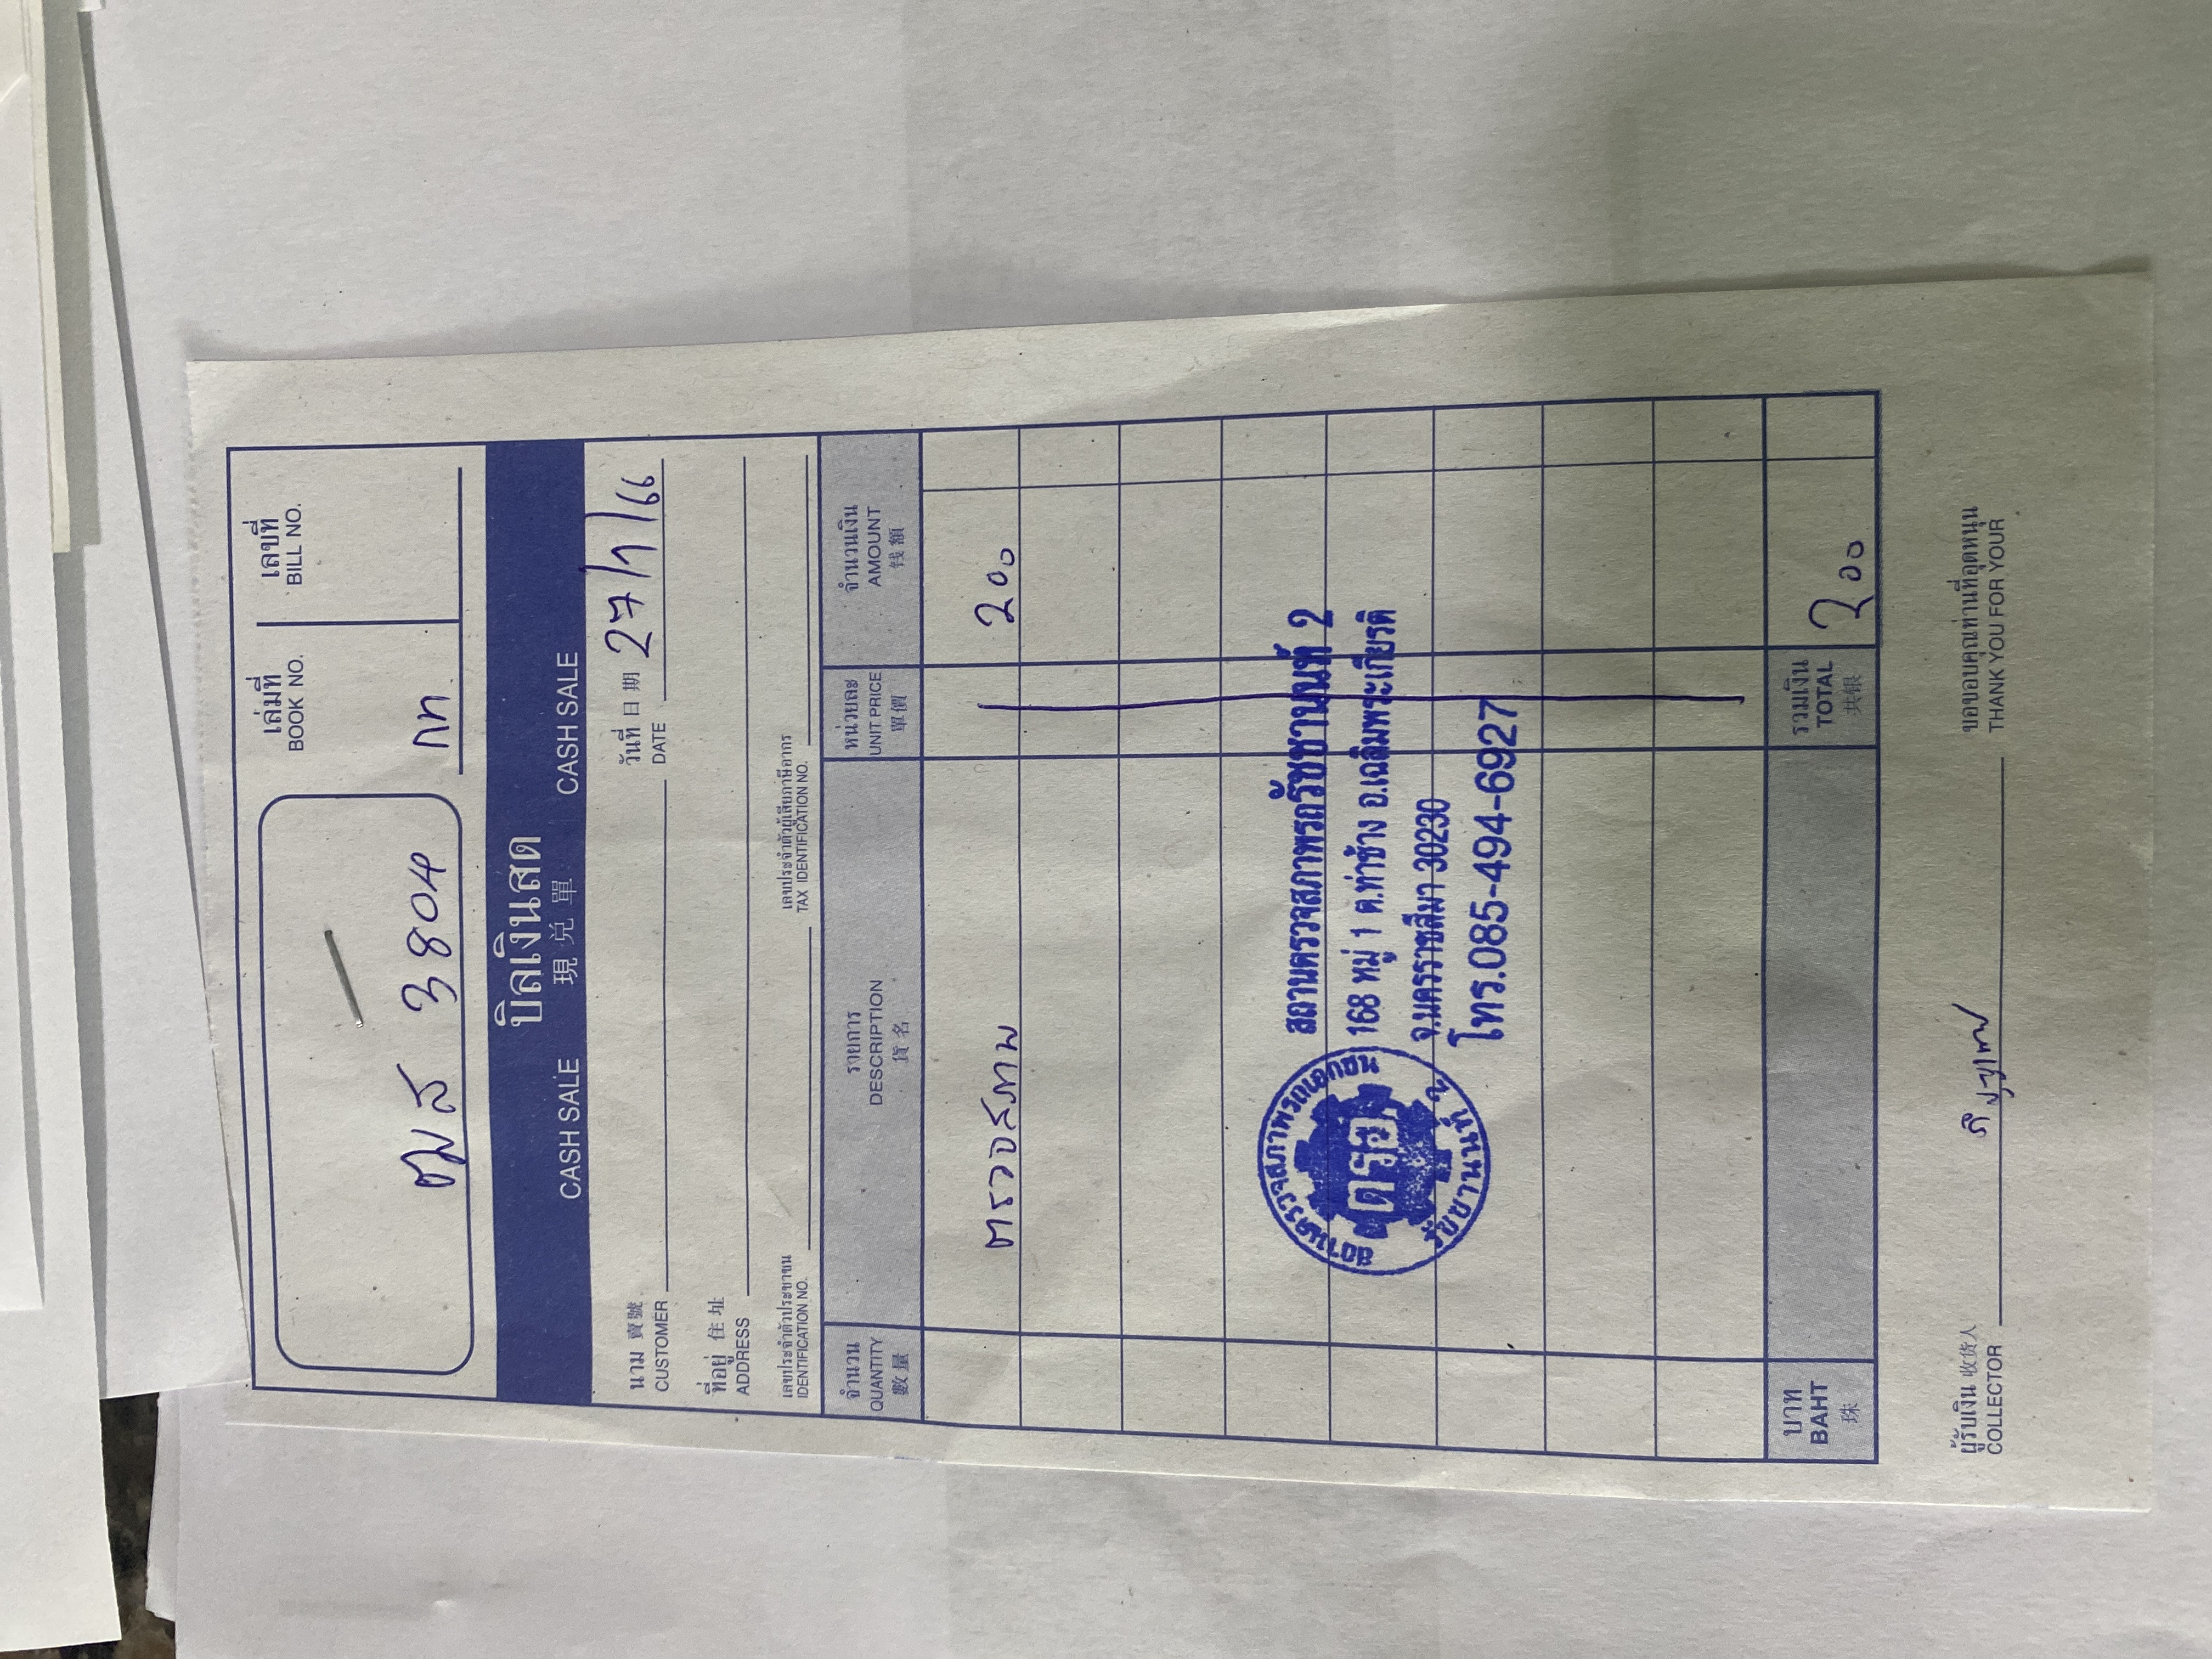 เล่มที่
BOOK NO.
เลขที่
BILL NO.
3804 กท
บิลเงินสด
CASH SALE 現兑單 CASH SALE
นาม 賣號
CUSTOMER
วันที่ 日期
DATE
27/1/66
ที่อยู่ 住址
ADDRESS
เลขประจำตัวประชาชน
IDENTIFICATION NO.
เลขประจำตัวผู้เสียภาษีอากร
TAX IDENTIFICATION NO.
จำนวน
QUANTITY
數量
รายการ
DESCRIPTION
貨名
หน่วยละ
UNIT PRICE
單價
จำนวนเงิน
AMOUNT
钱額
ตรวจสภาพ 200
สถานตรวจสภาพรถรัชชานนท์ 2
168 หมู่ 1 ต.ท่าช้าง อ.เฉลิมพระเกียรติ
จ.นครราชสีมา 30230
โทร.085-494-6927
สถานตรวจสภาพรถเอกชน
ตรอ
รัชชานนท์ 2
บาท
BAHT
珠
รวมเงิน
TOTAL
共银
200
ผู้รับเงิน 收货人
COLLECTOR
ขอขอบคุณท่านที่อุดหนุน
THANK YOU FOR YOUR